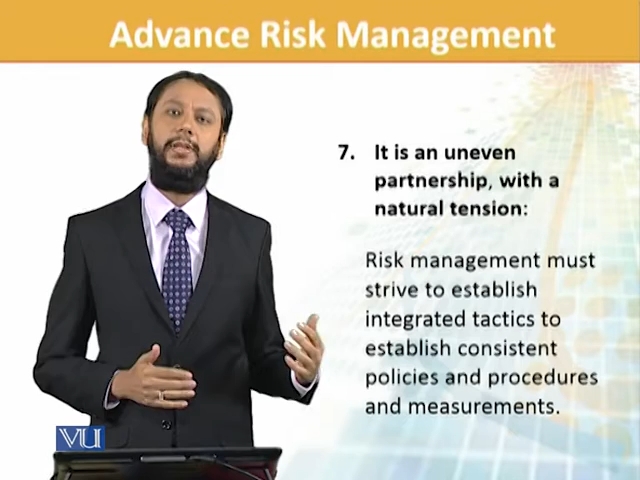 Advance Risk Management
7. It is an uneven
partnership, with a
natural tension:
Risk management must
strive to establish
integrated tactics to
establish consistent
policies and procedures
and measurements.
VU